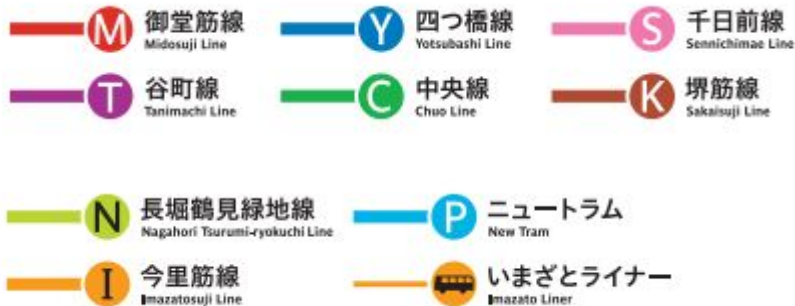 M 御堂筋線
Midosuji Line
Y 四つ橋線
Yotsubashi Line
S 千日前線
Sennichimae Line
T 谷町線
Tanimachi Line
C 中央線
Chuo Line
K 堺筋線
Sakaisuji Line
N 長堀鶴見緑地線
Nagahori Tsurumi-ryokuchi Line
P ニュートラム
New Tram
I 今里筋線
Imazatosuji Line
いまざとライナー
Imazato Liner